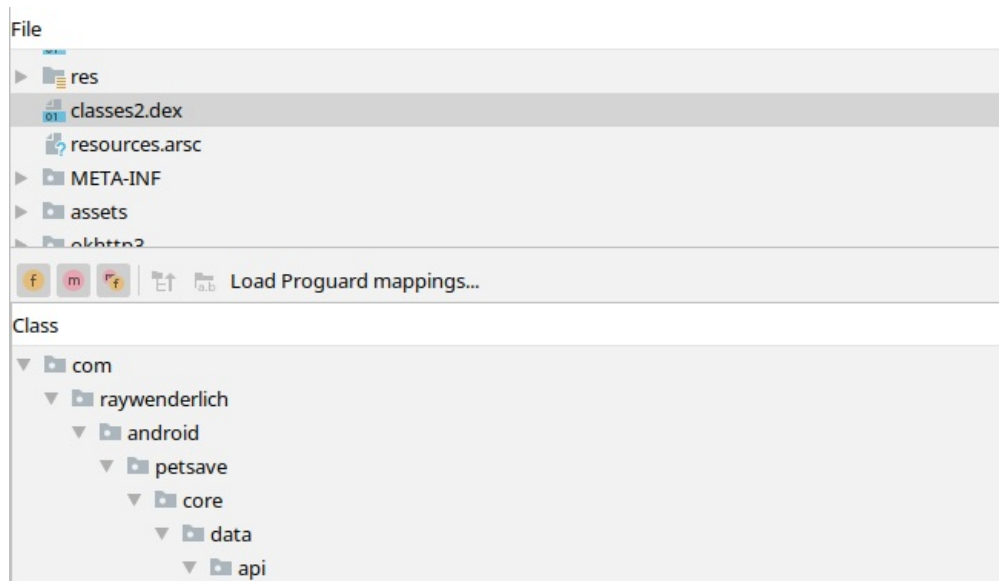 File
res
classes2.dex
resources.arsc
META-INF
assets
okhttp3
f m f Load Proguard mappings...
Class
com
raywenderlich
android
petsave
core
data
api